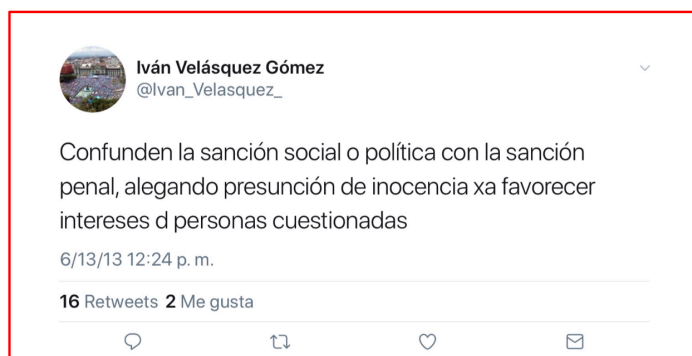 Iván Velásquez Gómez
@Ivan_Velasquez_
Confunden la sanción social o política con la sanción
penal, alegando presunción de inocencia xa favorecer
intereses d personas cuestionadas
6/13/13 12:24 p. m.
16 Retweets 2 Me gusta